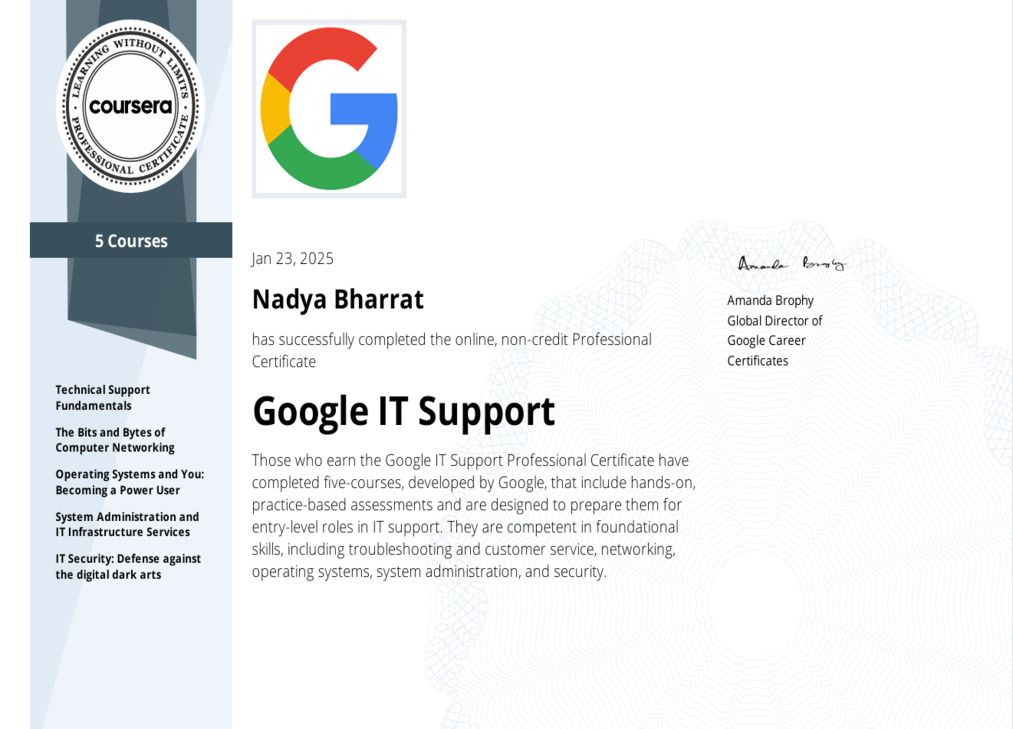 LEARNING WITHOUT LIMITS
coursera
PROFESSIONAL CERTIFICATE
5 Courses
Technical Support
Fundamentals
The Bits and Bytes of
Computer Networking
Operating Systems and You:
Becoming a Power User
System Administration and
IT Infrastructure Services
IT Security: Defense against
the digital dark arts
G
Jan 23, 2025
Nadya Bharrat
has successfully completed the online, non-credit Professional
Certificate
Google IT Support
Those who earn the Google IT Support Professional Certificate have
completed five-courses, developed by Google, that include hands-on,
practice-based assessments and are designed to prepare them for
entry-level roles in IT support. They are competent in foundational
skills, including troubleshooting and customer service, networking,
operating systems, system administration, and security.
Amanda Brophy
Amanda Brophy
Global Director of
Google Career
Certificates